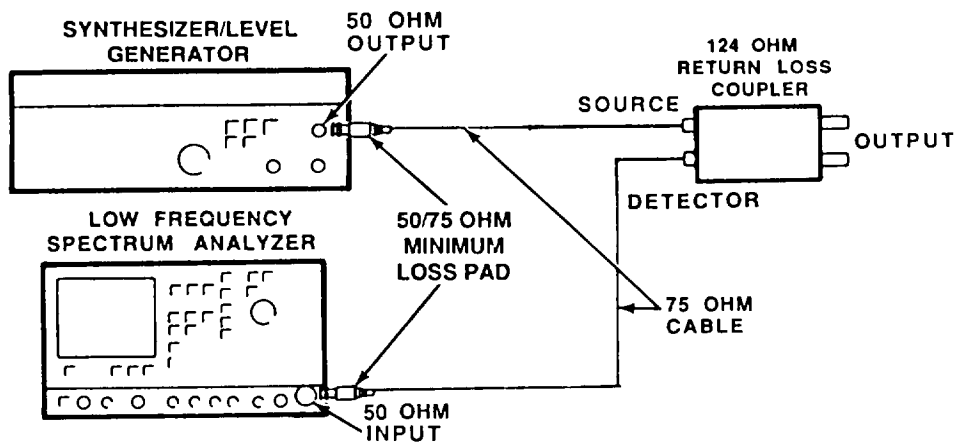 SYNTHESIZER/LEVEL
GENERATOR
50 OHM
OUTPUT
124 OHM
RETURN LOSS
COUPLER
SOURCE
OUTPUT
DETECTOR
LOW FREQUENCY
SPECTRUM ANALYZER
50/75 OHM
MINIMUM
LOSS PAD
75 OHM
CABLE
50 OHM
INPUT